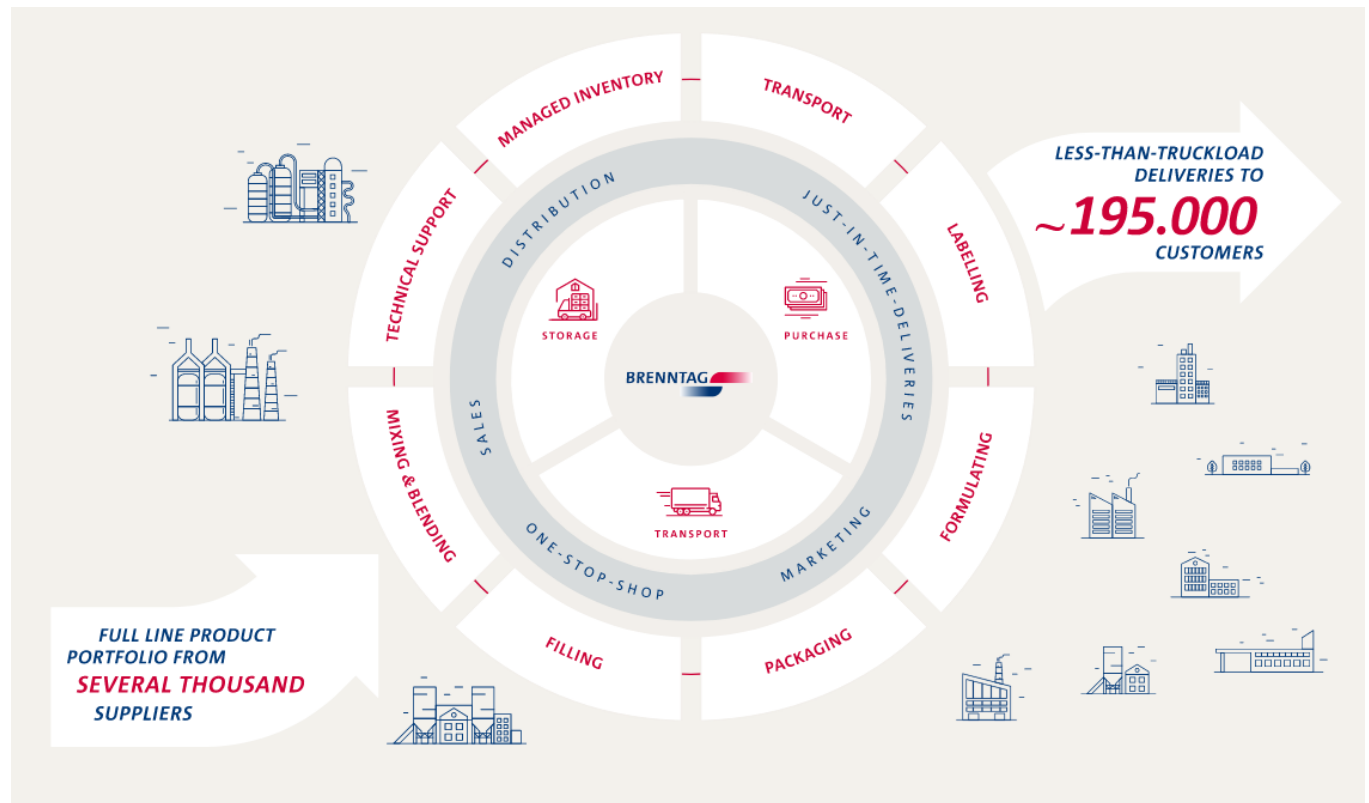 MANAGED INVENTORY
TRANSPORT
LESS-THAN-TRUCKLOAD
DELIVERIES TO
~195.000
CUSTOMERS
TECHNICAL SUPPORT
DISTRIBUTION
JUST-IN-TIME-DELIVERIES
LABELLING
STORAGE
PURCHASE
BRENNTAG
SALES
MIXING & BLENDING
TRANSPORT
FORMULATING
ONE-STOP-SHOP
MARKETING
FILLING
PACKAGING
FULL LINE PRODUCT
PORTFOLIO FROM
SEVERAL THOUSAND
SUPPLIERS